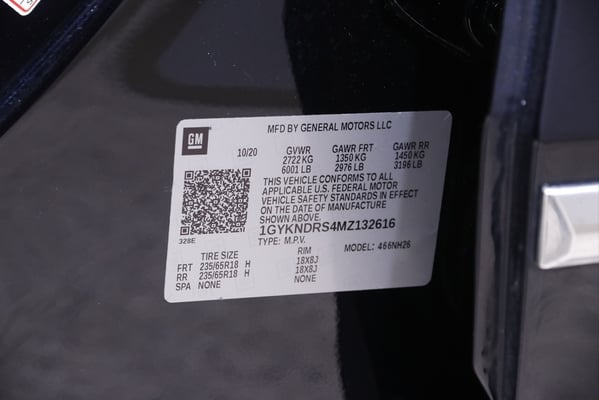 GM
MFD BY GENERAL MOTORS LLC
10/20 GVWR GAWR FRT GAWR RR
2722 KG 1350 KG 1450 KG
6001 LB 2976 LB 3196 LB
THIS VEHICLE CONFORMS TO ALL
APPLICABLE U.S. FEDERAL MOTOR
VEHICLE SAFETY STANDARDS IN EFFECT
ON THE DATE OF MANUFACTURE
SHOWN ABOVE.
1GYKNDRS4MZ132616
328E
TYPE: M.P.V. MODEL: 466NH26
TIRE SIZE RIM
FRT 235/65R18 H 18X8J
RR 235/65R18 H 18X8J
SPA NONE NONE